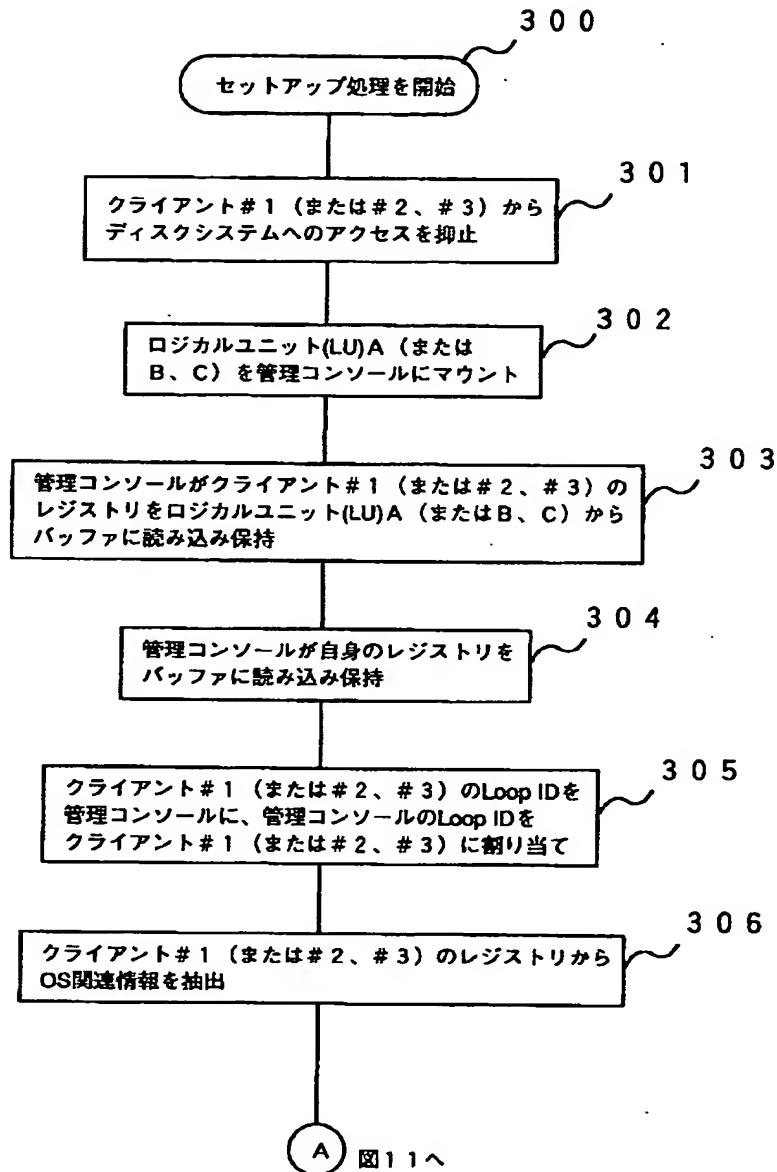 300
セットアップ処理を開始
301
クライアント#1（または#2、#3）から
ディスクシステムへのアクセスを抑止
302
ロジカルユニット(LU)A（または
B、C）を管理コンソールにマウント
303
管理コンソールがクライアント#1（または#2、#3）の
レジストリをロジカルユニット(LU)A（またはB、C）から
バッファに読み込み保持
304
管理コンソールが自身のレジストリを
バッファに読み込み保持
305
クライアント#1（または#2、#3）のLoop IDを
管理コンソールに、管理コンソールのLoop IDを
クライアント#1（または#2、#3）に割り当て
306
クライアント#1（または#2、#3）のレジストリから
OS関連情報を抽出
A 図11へ